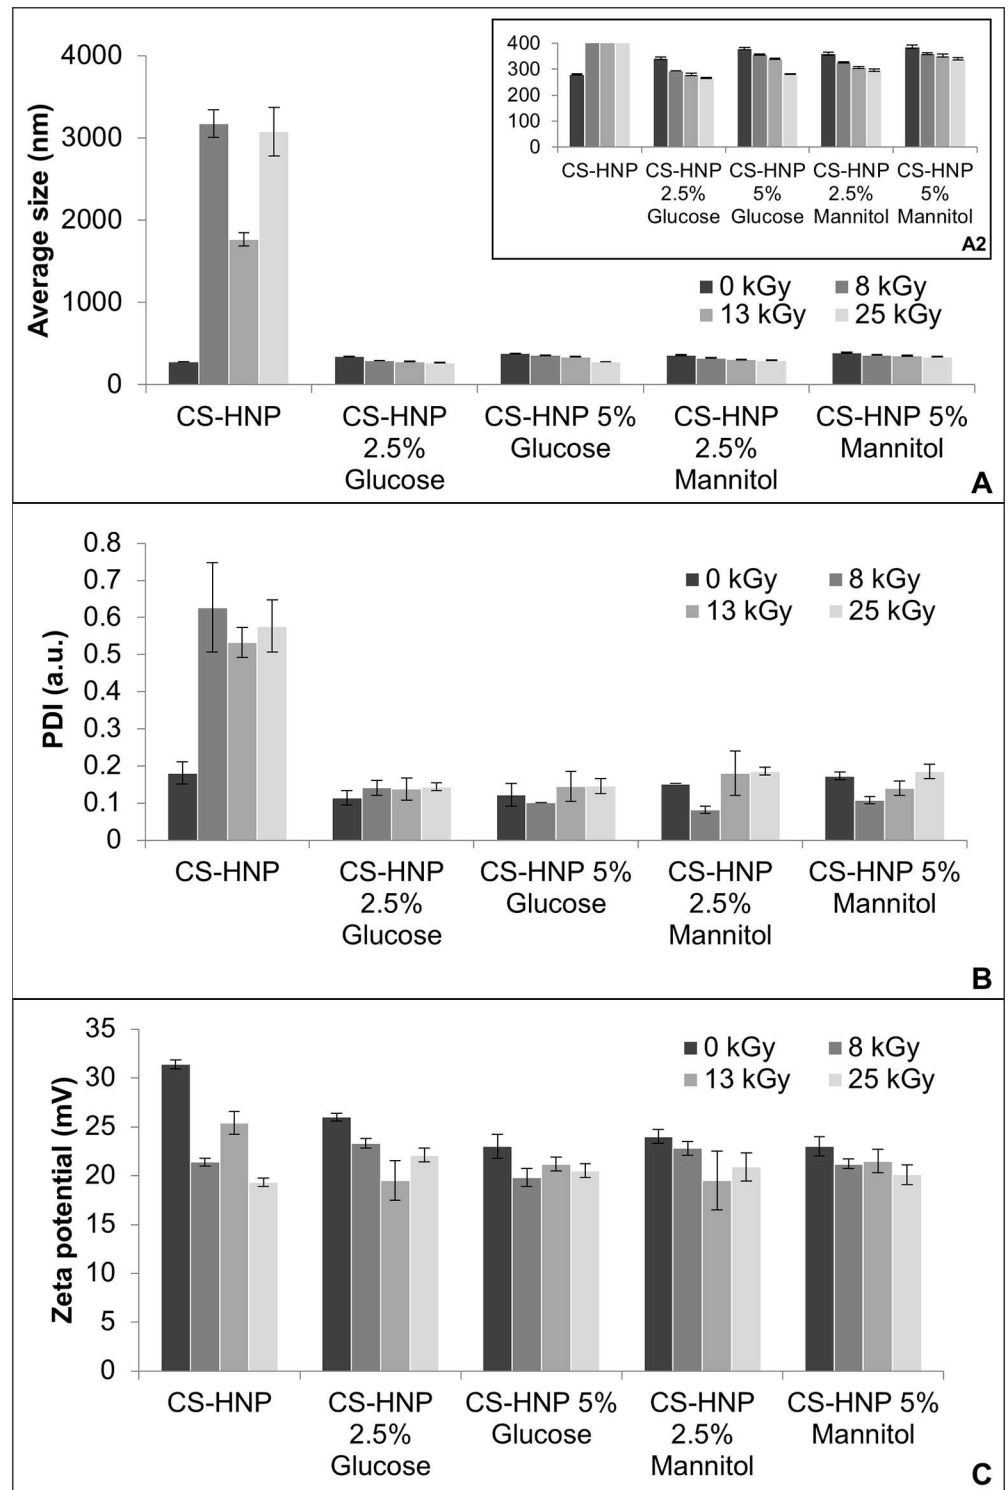 4000
3000
2000
1000
0
Average size (nm)
400
300
200
100
0
CS-HNP
CS-HNP
2.5%
Glucose
CS-HNP
5%
Glucose
CS-HNP
2.5%
Mannitol
CS-HNP
5%
Mannitol
A2
0 kGy
8 kGy
13 kGy
25 kGy
CS-HNP
CS-HNP
2.5%
Glucose
CS-HNP 5%
Glucose
CS-HNP
2.5%
Mannitol
CS-HNP 5%
Mannitol
A
0.8
0.7
0.6
0.5
0.4
0.3
0.2
0.1
0
PDI (a.u.)
0 kGy
8 kGy
13 kGy
25 kGy
CS-HNP
CS-HNP
2.5%
Glucose
CS-HNP 5%
Glucose
CS-HNP
2.5%
Mannitol
CS-HNP 5%
Mannitol
B
35
30
25
20
15
10
5
0
Zeta potential (mV)
0 kGy
8 kGy
13 kGy
25 kGy
CS-HNP
CS-HNP
2.5%
Glucose
CS-HNP 5%
Glucose
CS-HNP
2.5%
Mannitol
CS-HNP 5%
Mannitol
C